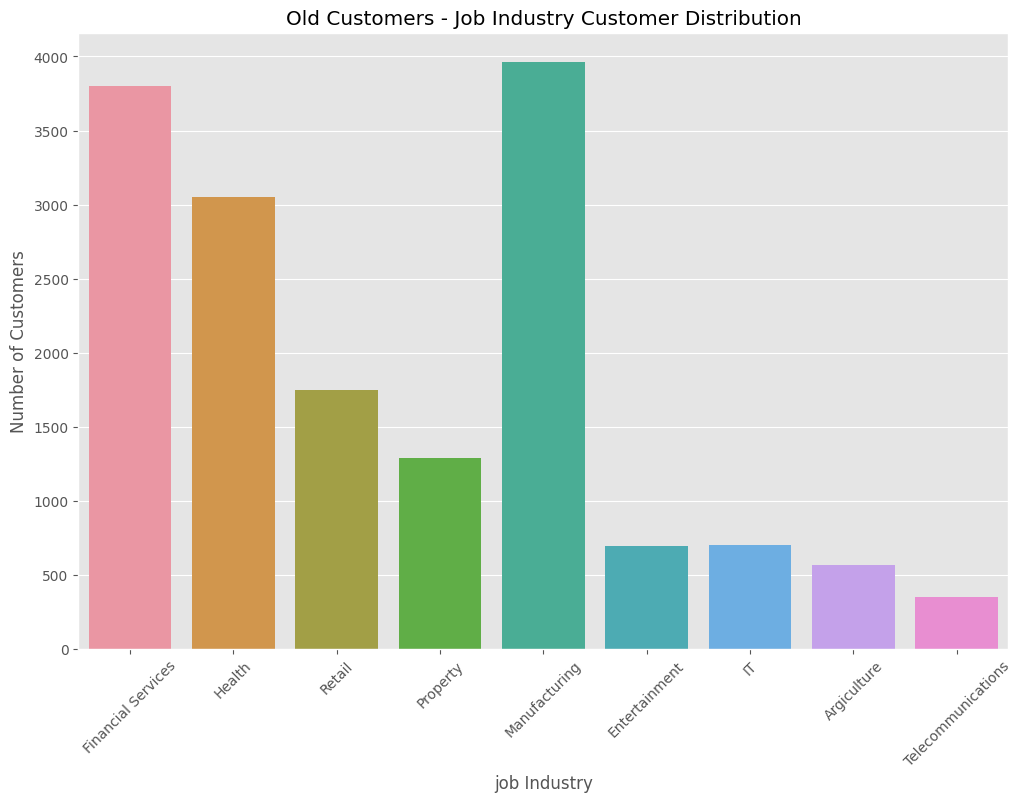 Old Customers - Job Industry Customer Distribution
Number of Customers
4000
3500
3000
2500
2000
1500
1000
500
0
Financial Services
Health
Retail
Property
Manufacturing
Entertainment
IT
Argiculture
Telecommunications
job Industry